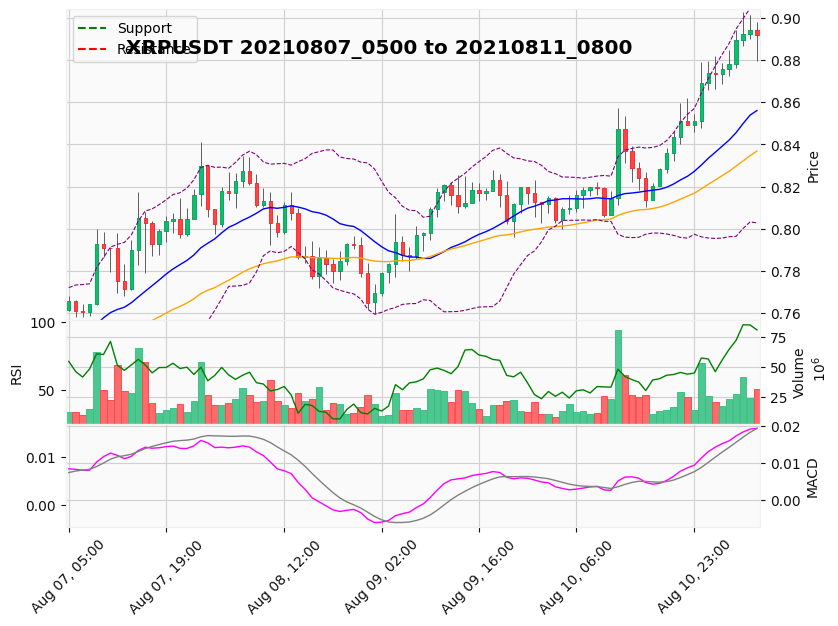 Support
Resistance
XRPUSDT 20210807_0500 to 20210811_0800
0.90
0.88
0.86
0.84
0.82
0.80
0.78
0.76
Price
100
50
RSI
75
50
25
Volume
10^6
0.01
0.00
0.02
0.01
0.00
MACD
Aug 07, 05:00
Aug 07, 19:00
Aug 08, 12:00
Aug 09, 02:00
Aug 09, 16:00
Aug 10, 06:00
Aug 10, 23:00